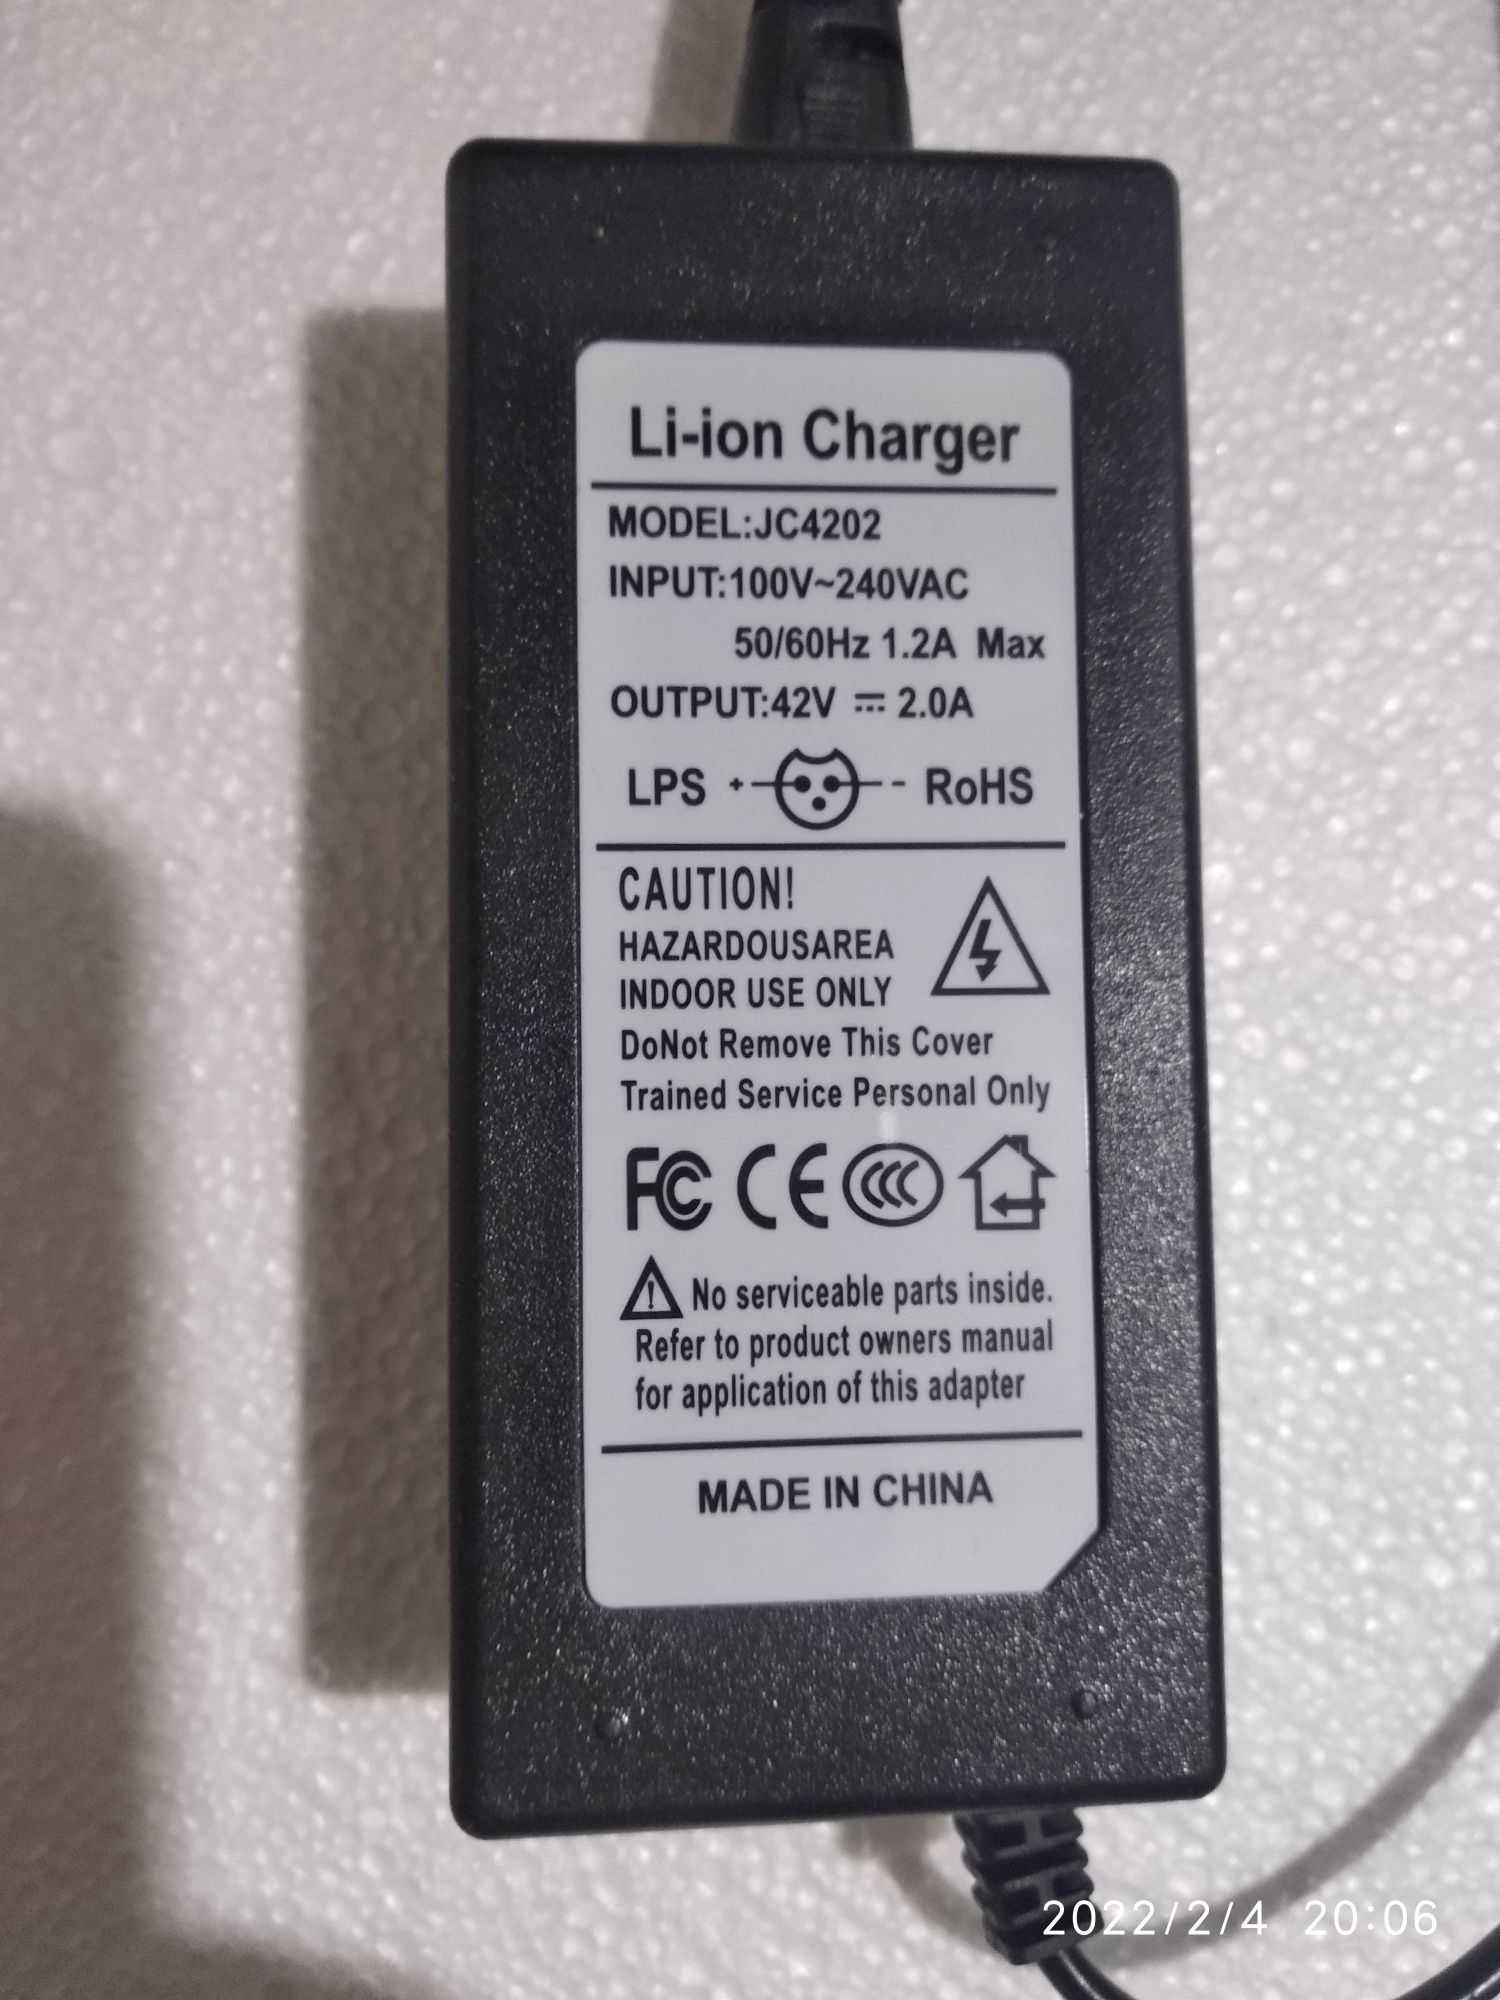 Li-ion Charger
MODEL:JC4202
INPUT:100V~240VAC
50/60Hz 1.2A Max
OUTPUT:42V ⎓ 2.0A
LPS + - RoHS
CAUTION!
HAZARDOUSAREA
INDOOR USE ONLY
DoNot Remove This Cover
Trained Service Personal Only
FC CE CCC
No serviceable parts inside.
Refer to product owners manual
for application of this adapter
MADE IN CHINA
2022/2/4 20:06